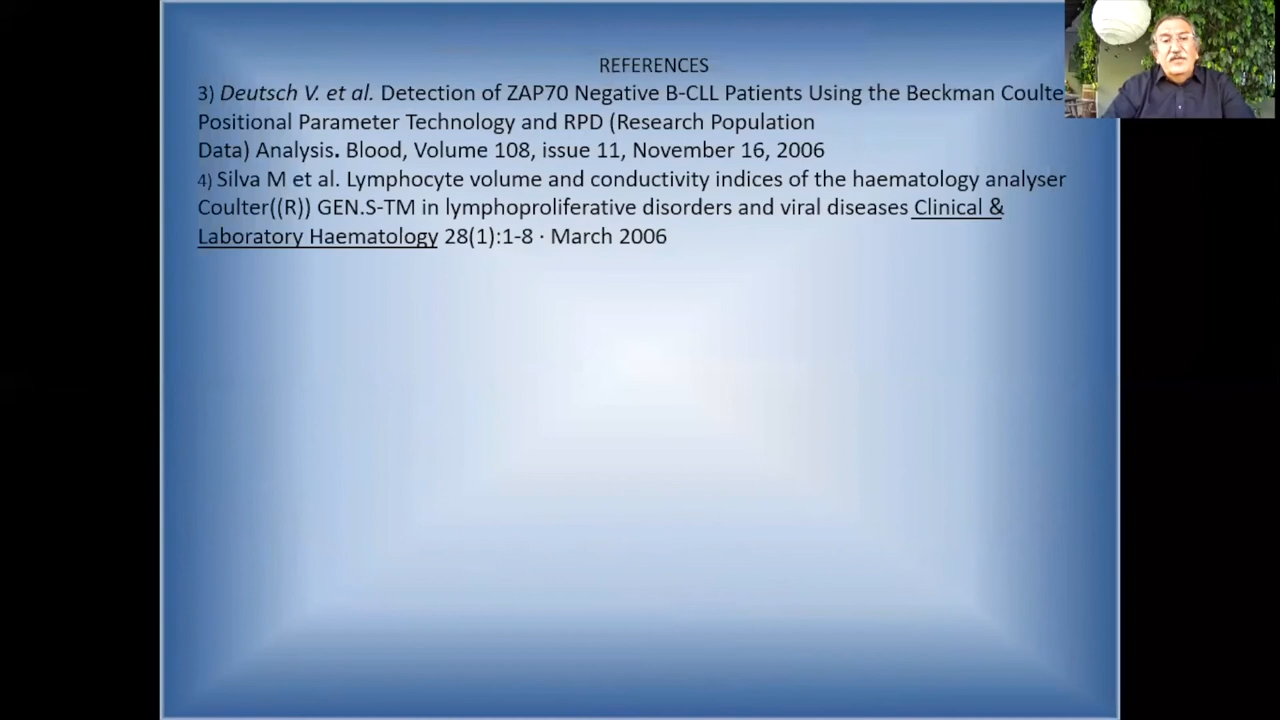 REFERENCES
3) Deutsch V. et al. Detection of ZAP70 Negative B-CLL Patients Using the Beckman Coulte
Positional Parameter Technology and RPD (Research Population
Data) Analysis. Blood, Volume 108, issue 11, November 16, 2006
4) Silva M et al. Lymphocyte volume and conductivity indices of the haematology analyser
Coulter((R)) GEN.S-TM in lymphoproliferative disorders and viral diseases Clinical &
Laboratory Haematology 28(1):1-8 · March 2006